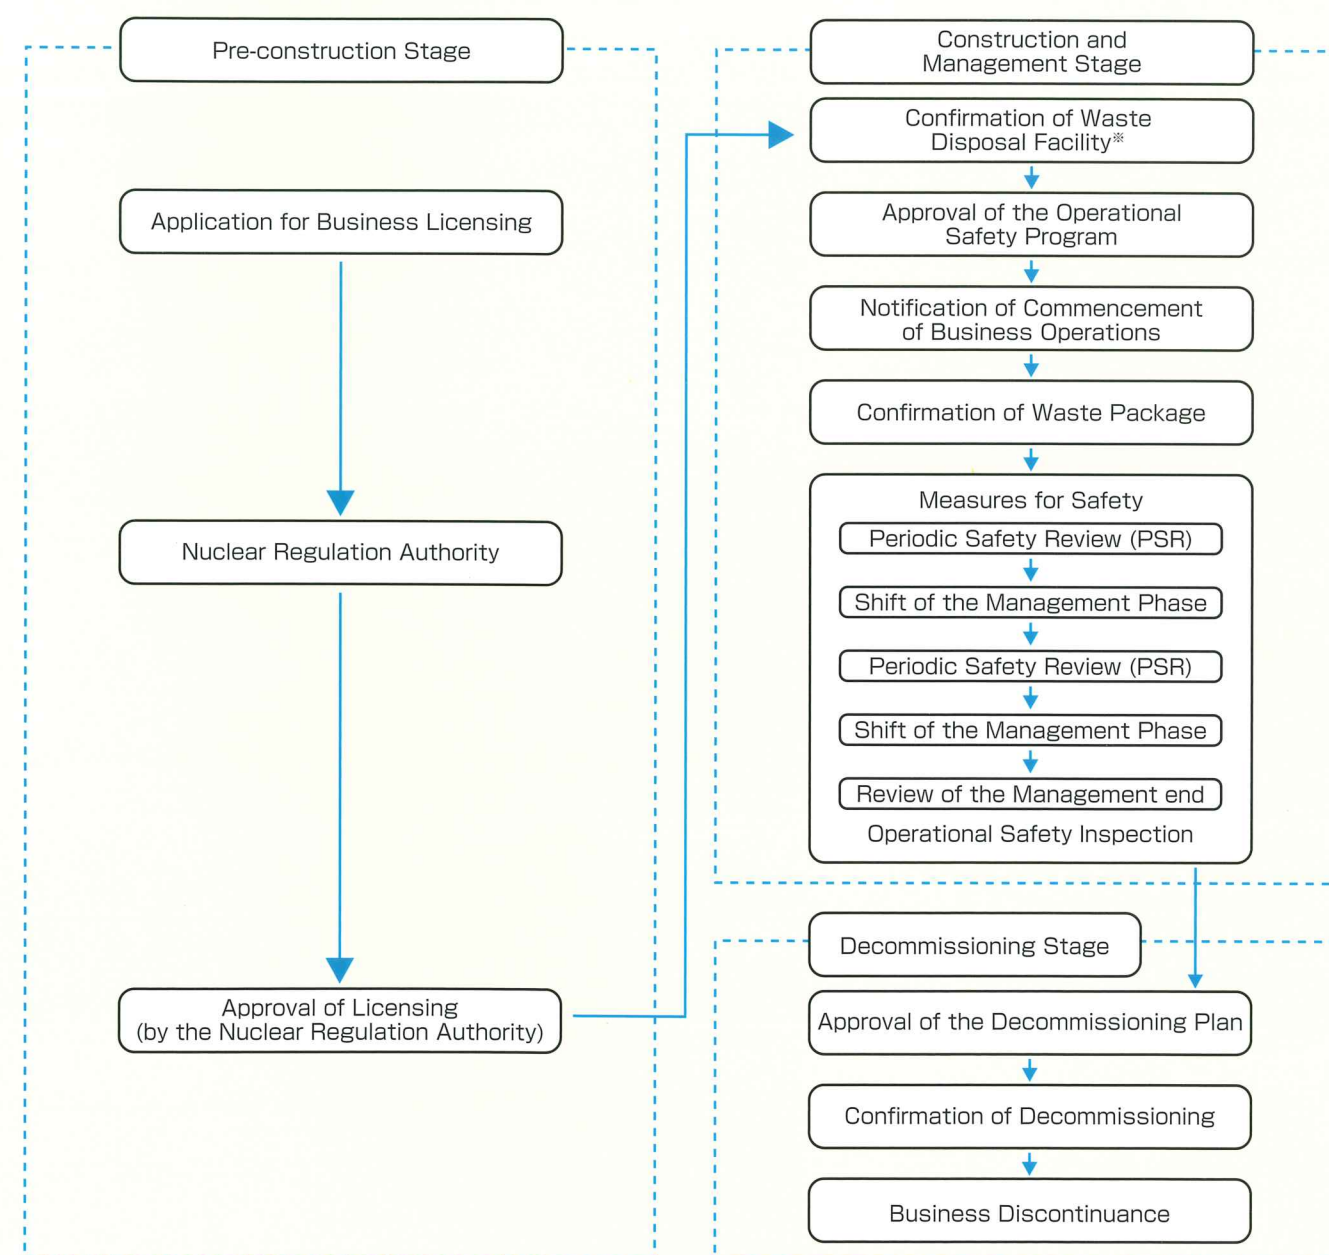 Pre-construction Stage
Application for Business Licensing
Nuclear Regulation Authority
Approval of Licensing
(by the Nuclear Regulation Authority)
Construction and
Management Stage
Confirmation of Waste
Disposal Facility※
Approval of the Operational
Safety Program
Notification of Commencement
of Business Operations
Confirmation of Waste Package
Measures for Safety
Periodic Safety Review (PSR)
Shift of the Management Phase
Periodic Safety Review (PSR)
Shift of the Management Phase
Review of the Management end
Operational Safety Inspection
Decommissioning Stage
Approval of the Decommissioning Plan
Confirmation of Decommissioning
Business Discontinuance